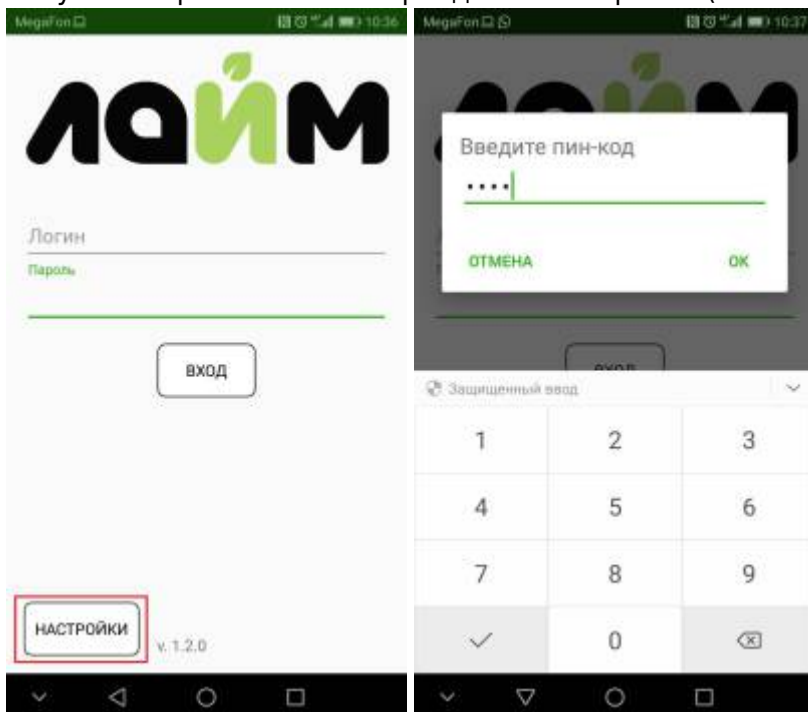 MegaFon 10:36
лайм
Логин
Пароль
ВХОД
НАСТРОЙКИ
v. 1.2.0
MegaFon 10:37
Введите пин-код
••••
ОТМЕНА ОК
Защищенный ввод
1 2 3
4 5 6
7 8 9
0